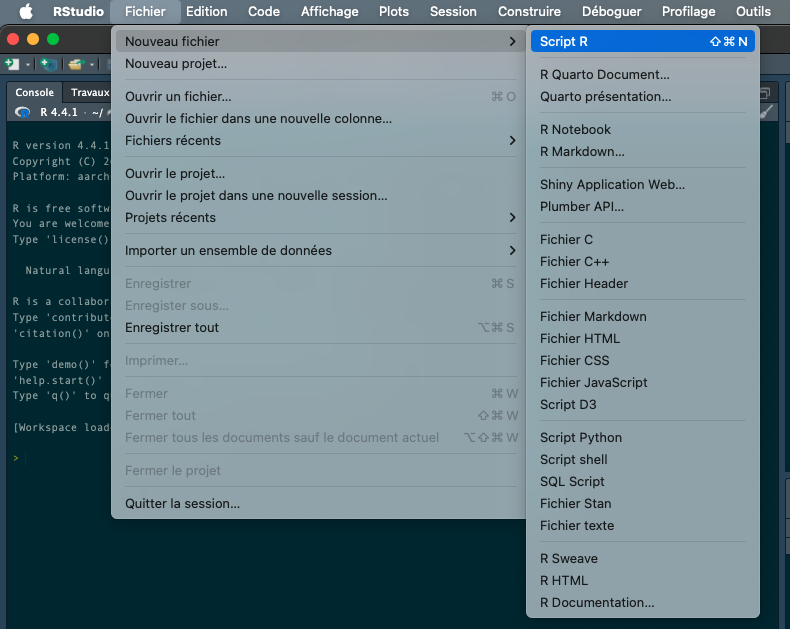 RStudio Fichier Edition Code Affichage Plots Session Construire Déboguer Profilage Outils
Nouveau fichier
Nouveau projet...
Ouvrir un fichier... ⌘ O
Ouvrir le fichier dans une nouvelle colonne...
Fichiers récents
Ouvrir le projet...
Ouvrir le projet dans une nouvelle session...
Projets récents
Importer un ensemble de données
Enregistrer ⌘ S
Enregister sous...
Enregistrer tout ⌥⌘ S
Imprimer...
Fermer ⌘ W
Fermer tout ⇧⌘ W
Fermer tous les documents sauf le document actuel ⌥⇧⌘ W
Fermer le projet
Quitter la session...
Script R ⇧⌘ N
R Quarto Document...
Quarto présentation...
R Notebook
R Markdown...
Shiny Application Web...
Plumber API...
Fichier C
Fichier C++
Fichier Header
Fichier Markdown
Fichier HTML
Fichier CSS
Fichier JavaScript
Script D3
Script Python
Script shell
SQL Script
Fichier Stan
Fichier texte
R Sweave
R HTML
R Documentation...
Console Travaux
R 4.4.1 · ~/
R version 4.4.1
Copyright (C)
Platform:
R is free
You are welcome
Type 'license()
Natural
R is a
Type
'citation()' on
Type 'demo()'
'help.start()'
Type 'q()' to q
[Workspace
>